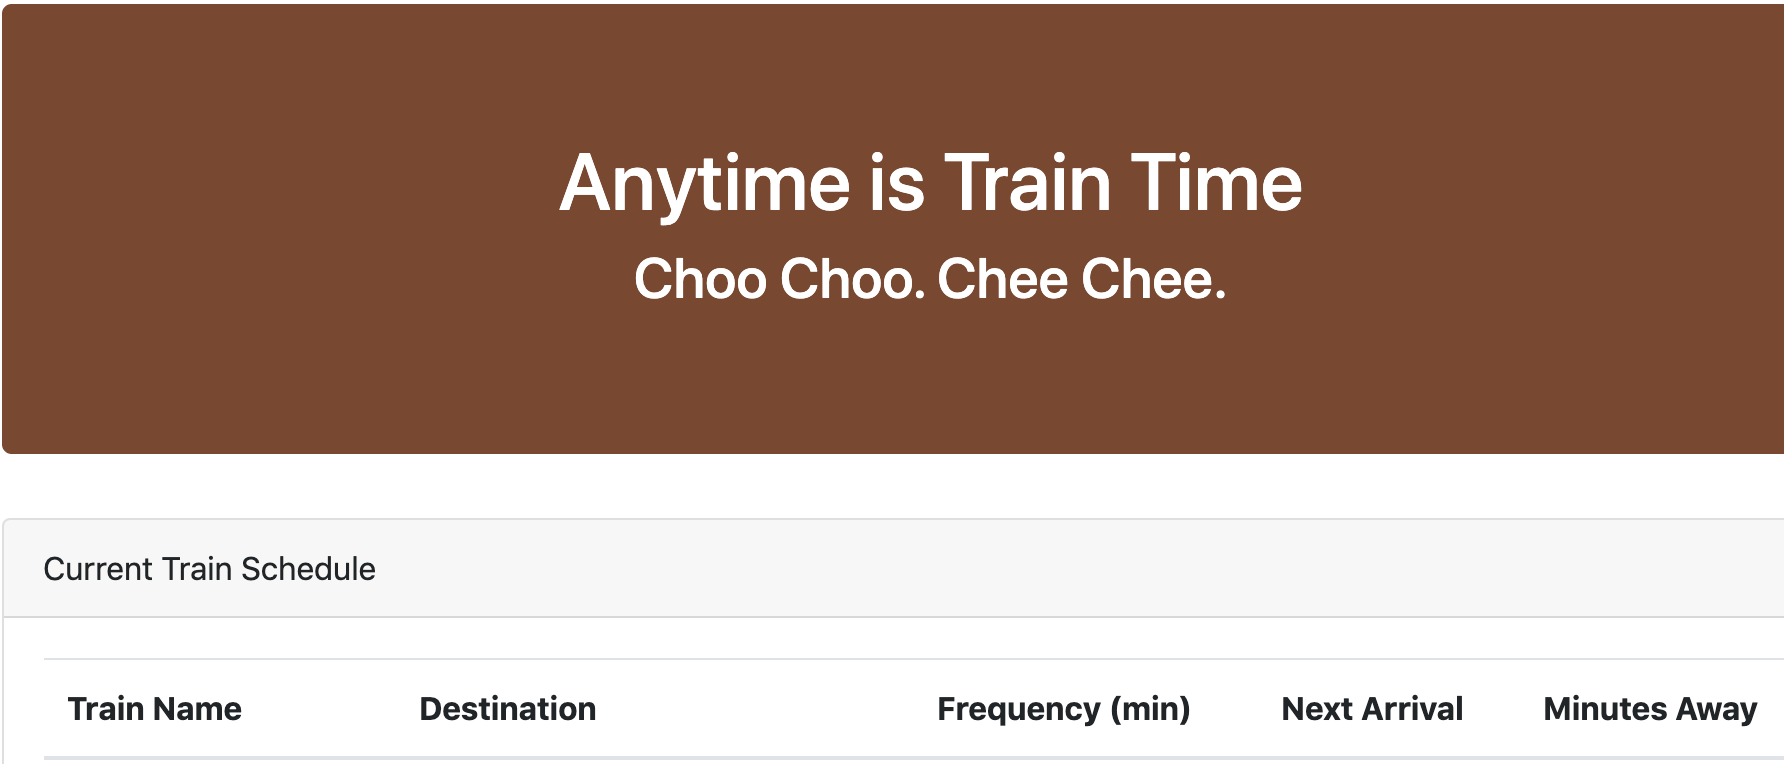 Anytime is Train Time
Choo Choo. Chee Chee.
Current Train Schedule
Train Name Destination Frequency (min) Next Arrival Minutes Away